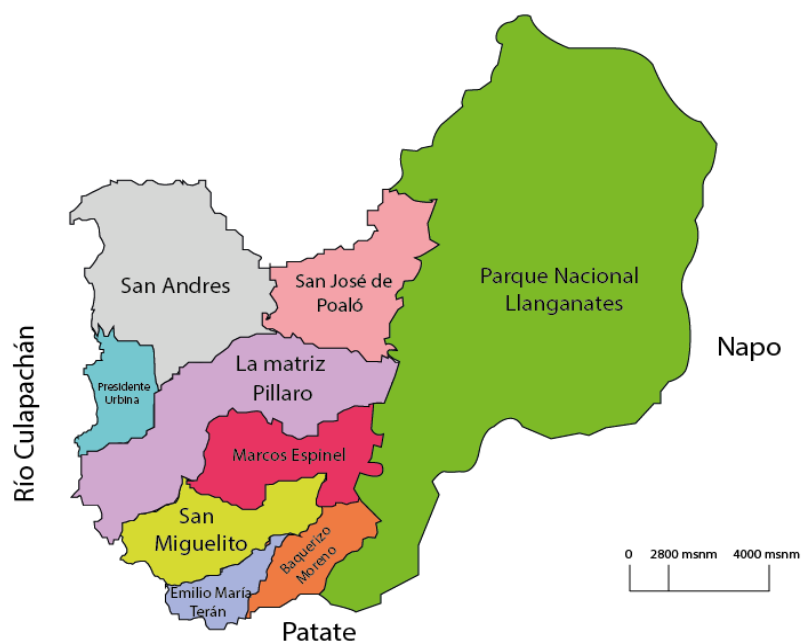 San Andres
San José de
Poaló
Parque Nacional
Llanganates
Río Culapachán
Napo
La matriz
Pillaro
Presidente
Urbina
Marcos Espinel
San
Miguelito
Baquerizo
Moreno
Emilio María
Terán
Patate
0 2800 msnm 4000 msnm